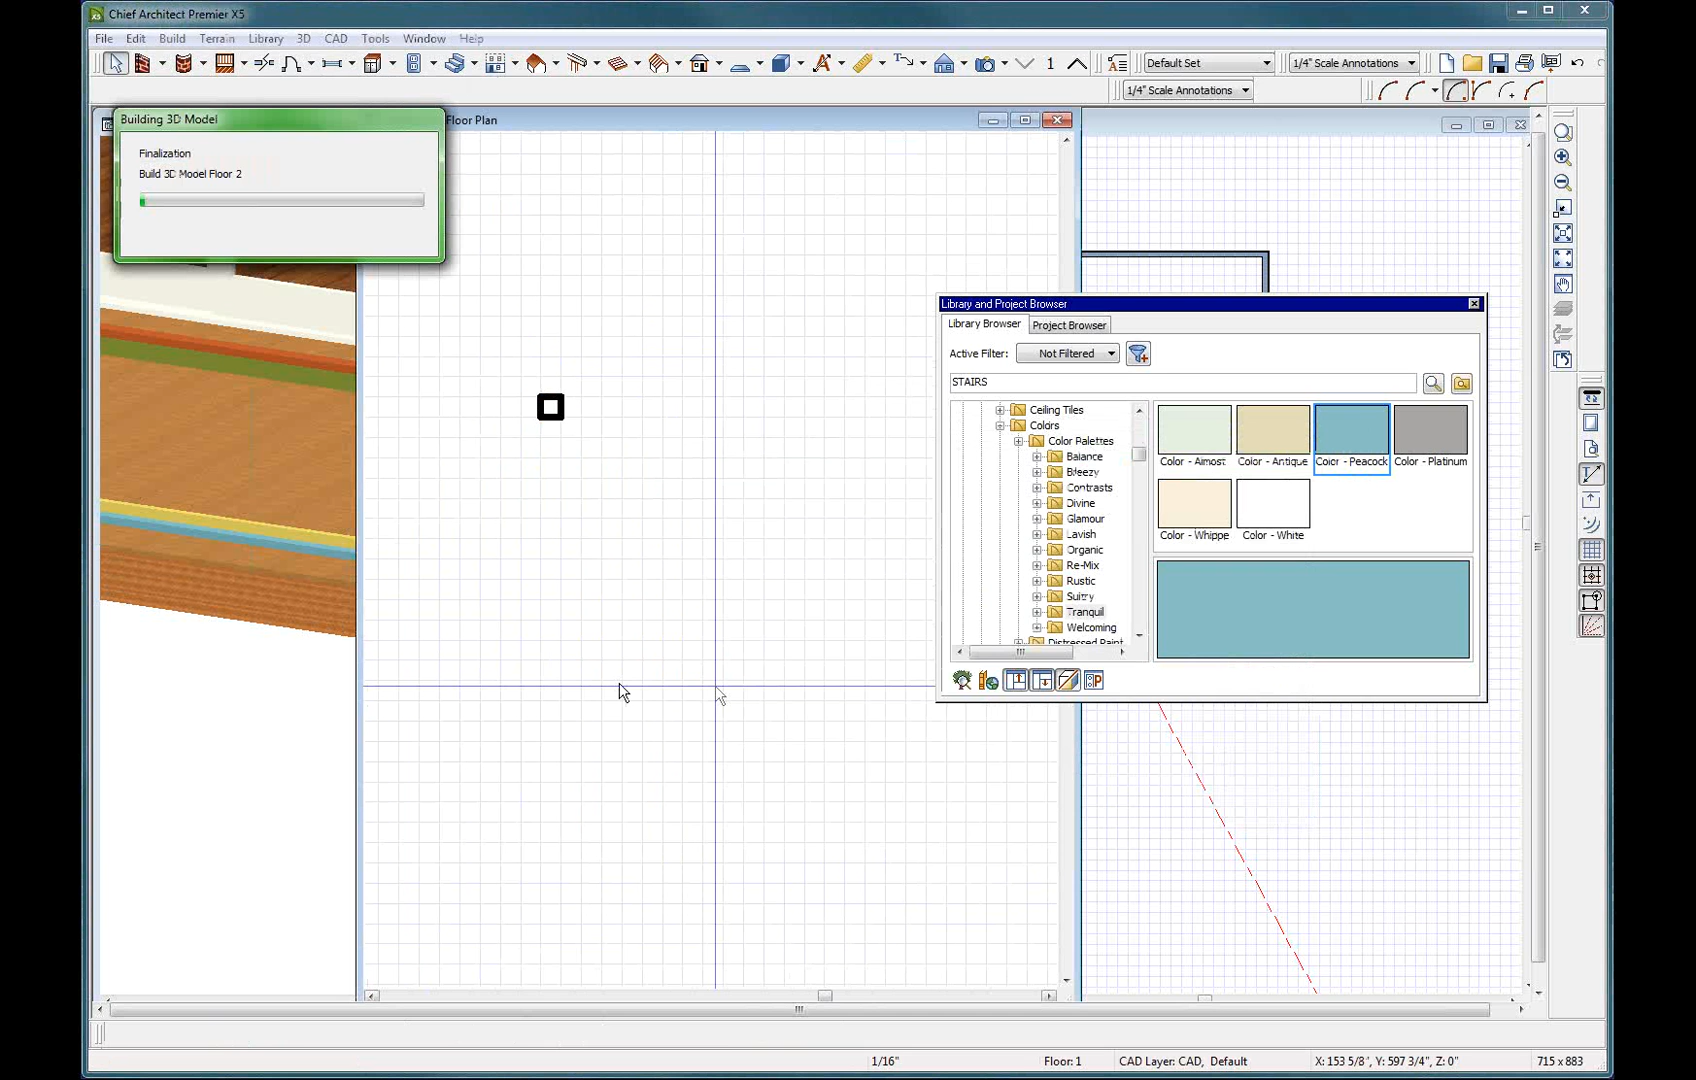 Chief Architect Premier X5
File Edit Build Terrain Library 3D CAD Tools Window Help
1 Default Set 1/4" Scale Annotations
1/4" Scale Annotations
Building 3D Model
Floor Plan
Finalization
Build 3D Model Floor 2
Library and Project Browser
Library Browser Project Browser
Active Filter: Not Filtered
STAIRS
Ceiling Tiles
Colors
Color Palettes
Balance
Breezy
Contrasts
Divine
Glamour
Lavish
Organic
Re-Mix
Rustic
Sultry
Tranquil
Welcoming
Distressed Paint
Color - Almost
Color - Antique
Color - Peacock
Color - Platinum
Color - Whippe
Color - White
1/16"
Floor: 1
CAD Layer: CAD, Default
X: 153 5/8", Y: 597 3/4", Z: 0"
715 x 883